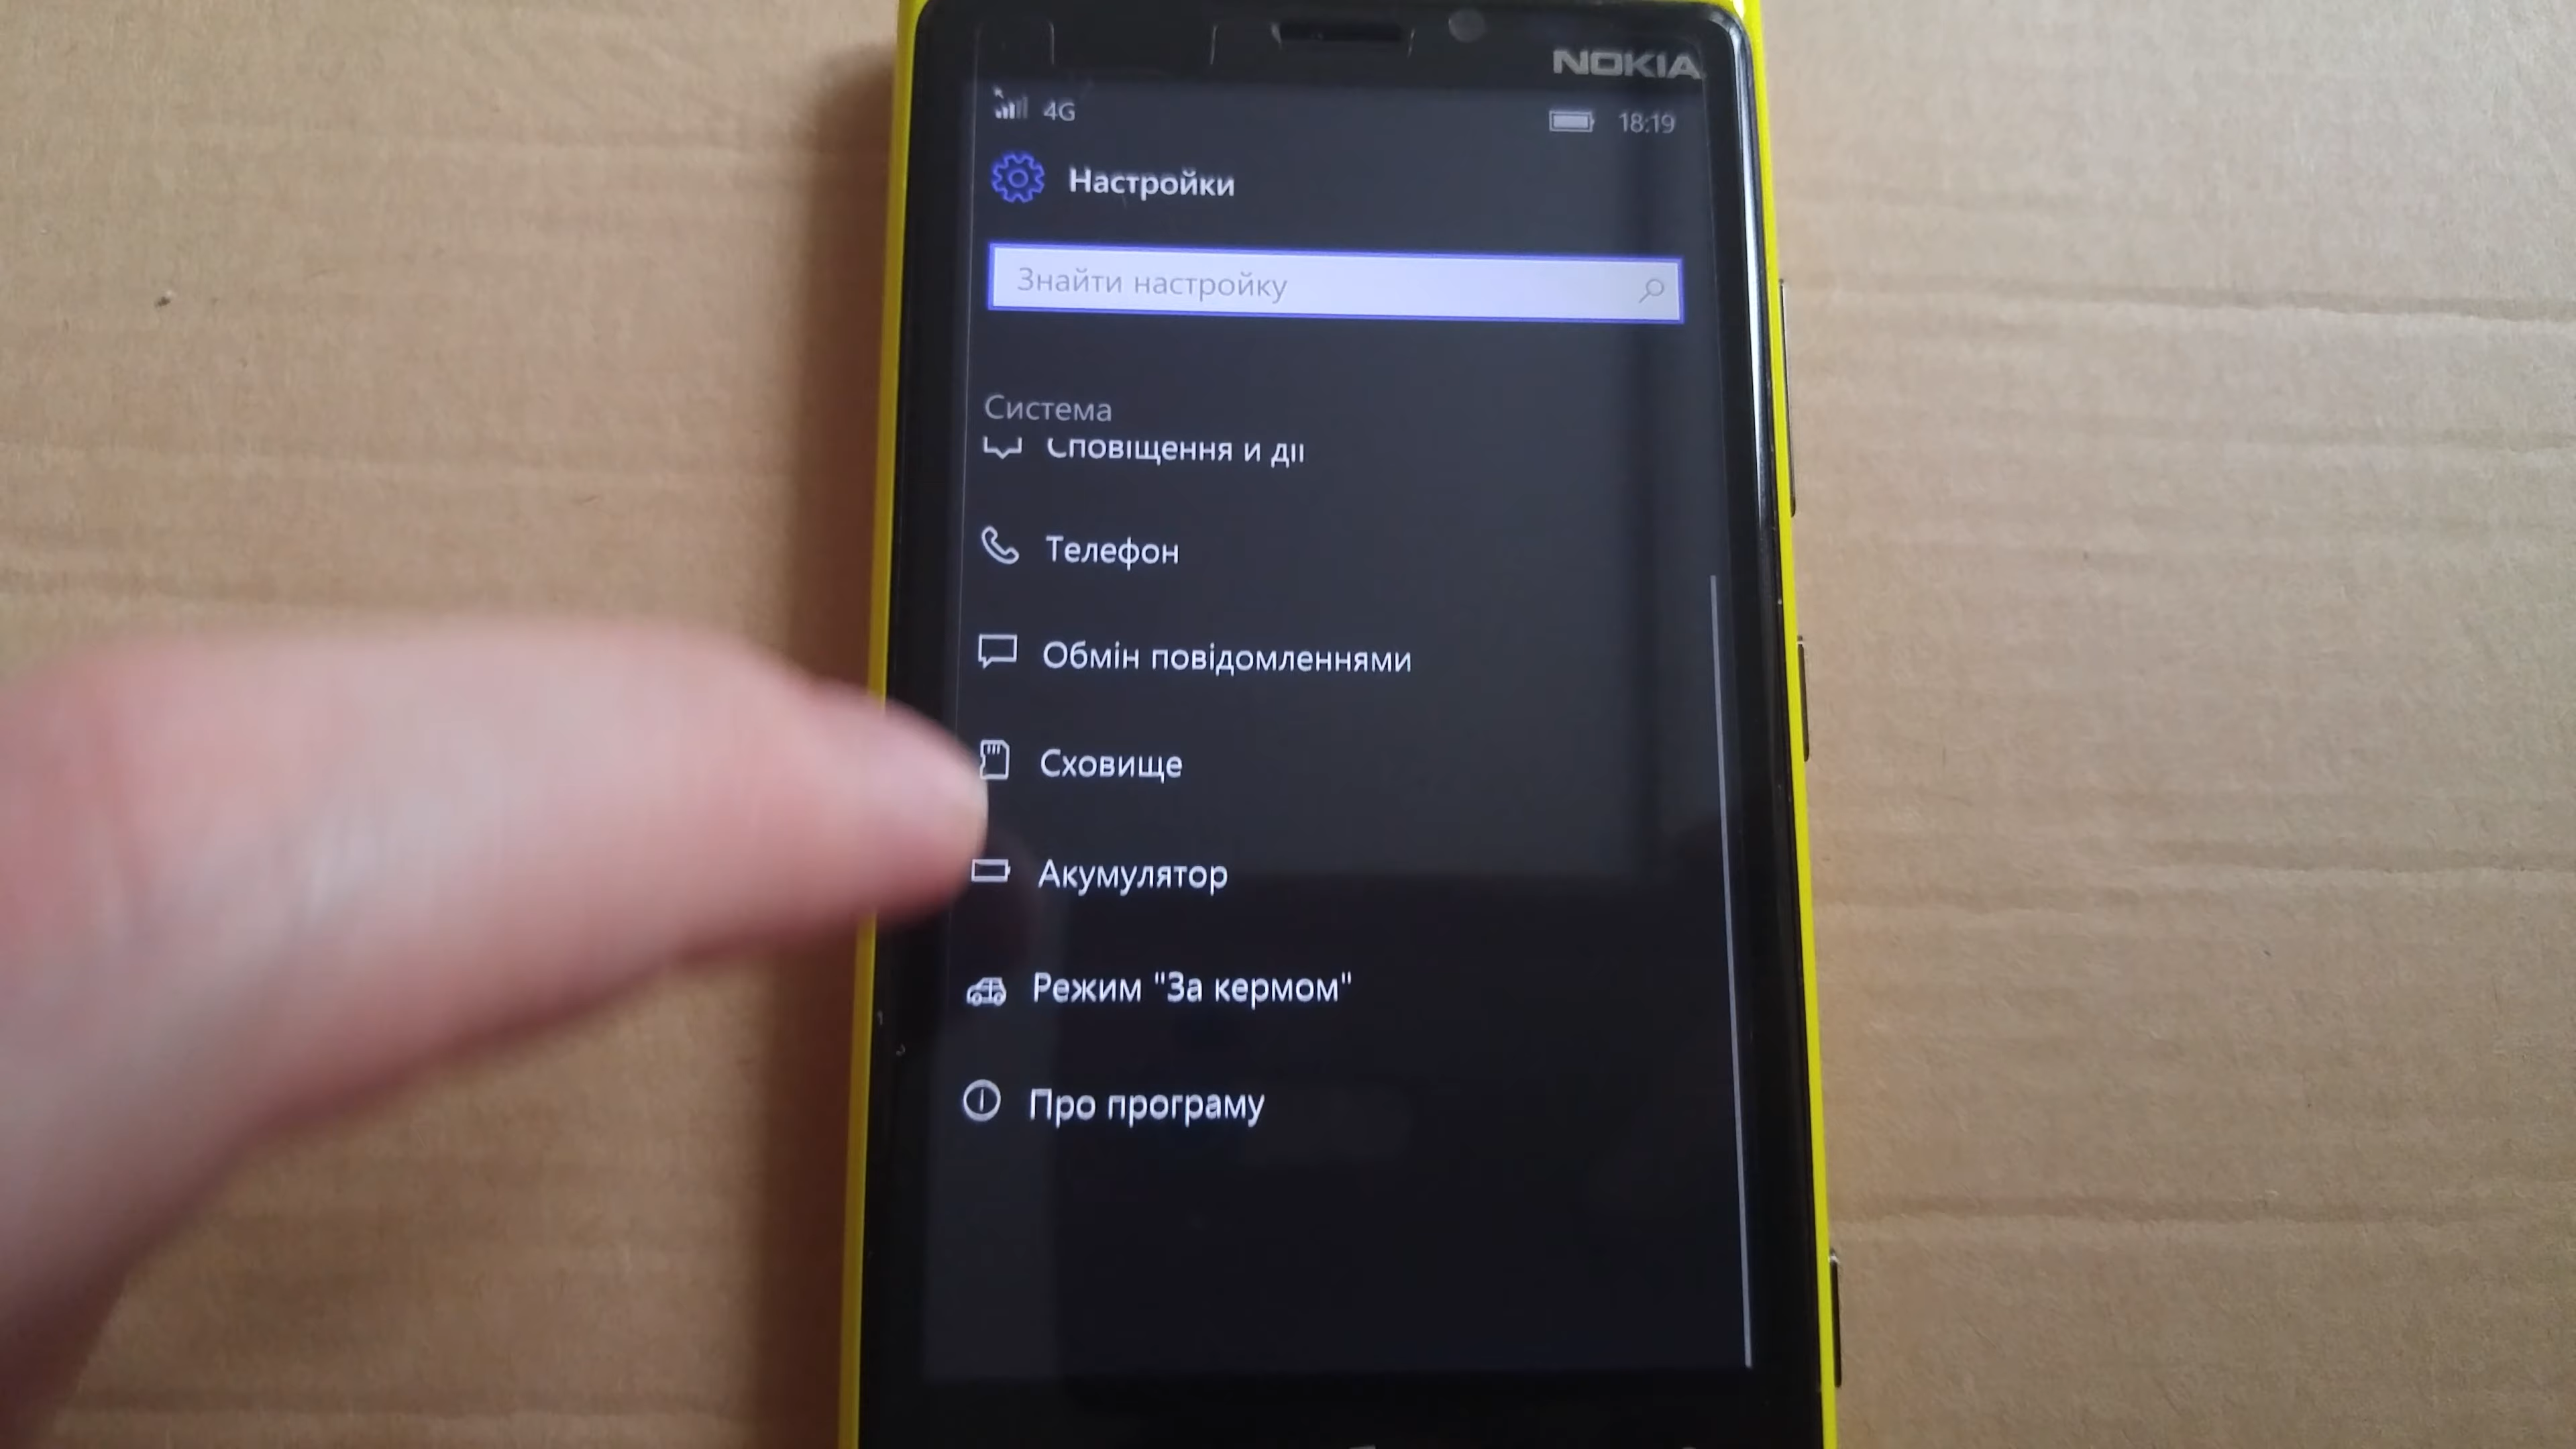 NOKIA
4G 18:19
Настройки
Знайти настройку
Система
Сповіщення и дії
Телефон
Обмін повідомленнями
Сховище
Акумулятор
Режим "За кермом"
Про програму